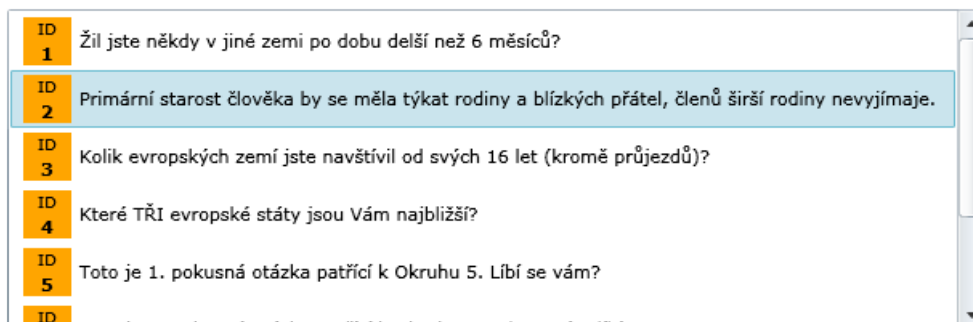 ID
1
Žil jste někdy v jiné zemi po dobu delší než 6 měsíců?
ID
2
Primární starost člověka by se měla týkat rodiny a blízkých přátel, členů širší rodiny nevyjímaje.
ID
3
Kolik evropských zemí jste navštívil od svých 16 let (kromě průjezdů)?
ID
4
Které TŘI evropské státy jsou Vám najbližší?
ID
5
Toto je 1. pokusná otázka patřící k Okruhu 5. Líbí se vám?
ID